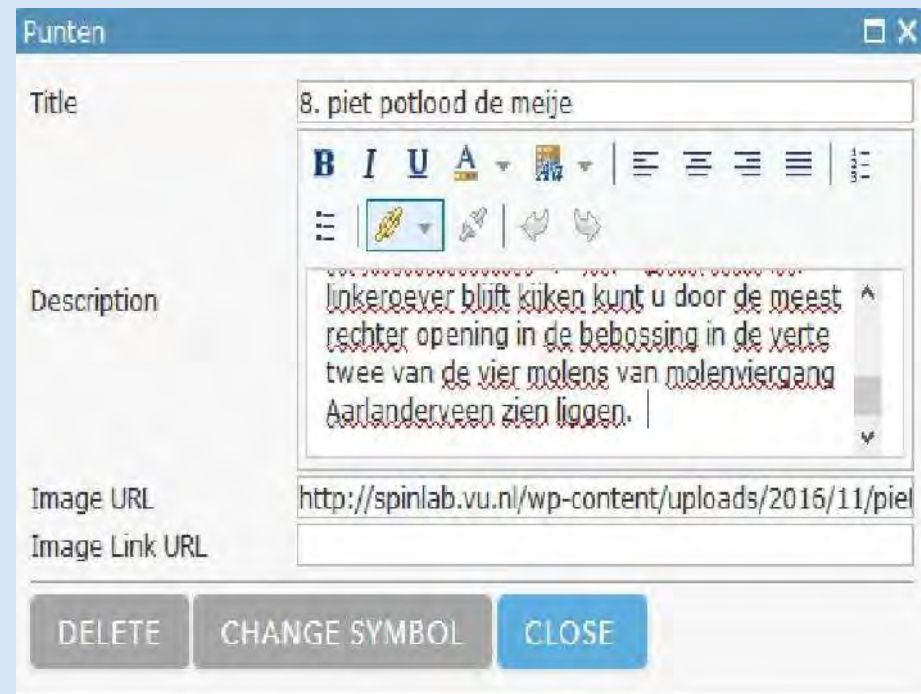 Punten
Title
8. piet potlood de meije
B I U A
Description
linkeroever blijft kijken kunt u door de meest
rechter opening in de bebossing in de verte
twee van de vier molens van molenviergang
Aarlanderveen zien liggen.
Image URL
http://spinlab.vu.nl/wp-content/uploads/2016/11/piet
Image Link URL
DELETE
CHANGE SYMBOL
CLOSE